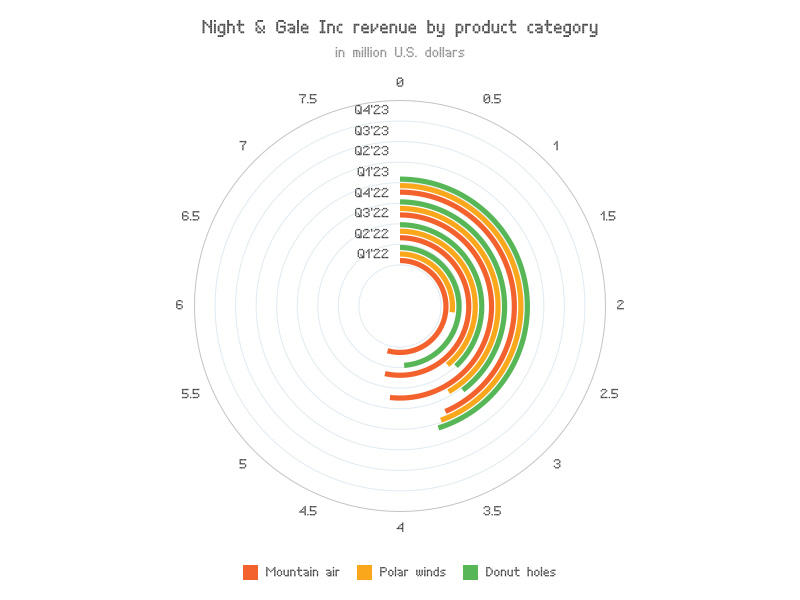 Night & Gale Inc revenue by product category
in million U.S. dollars
0
0.5
1
1.5
2
2.5
3
3.5
4
4.5
5
5.5
6
6.5
7
7.5
Q4'23
Q3'23
Q2'23
Q1'23
Q4'22
Q3'22
Q2'22
Q1'22
Mountain air
Polar winds
Donut holes